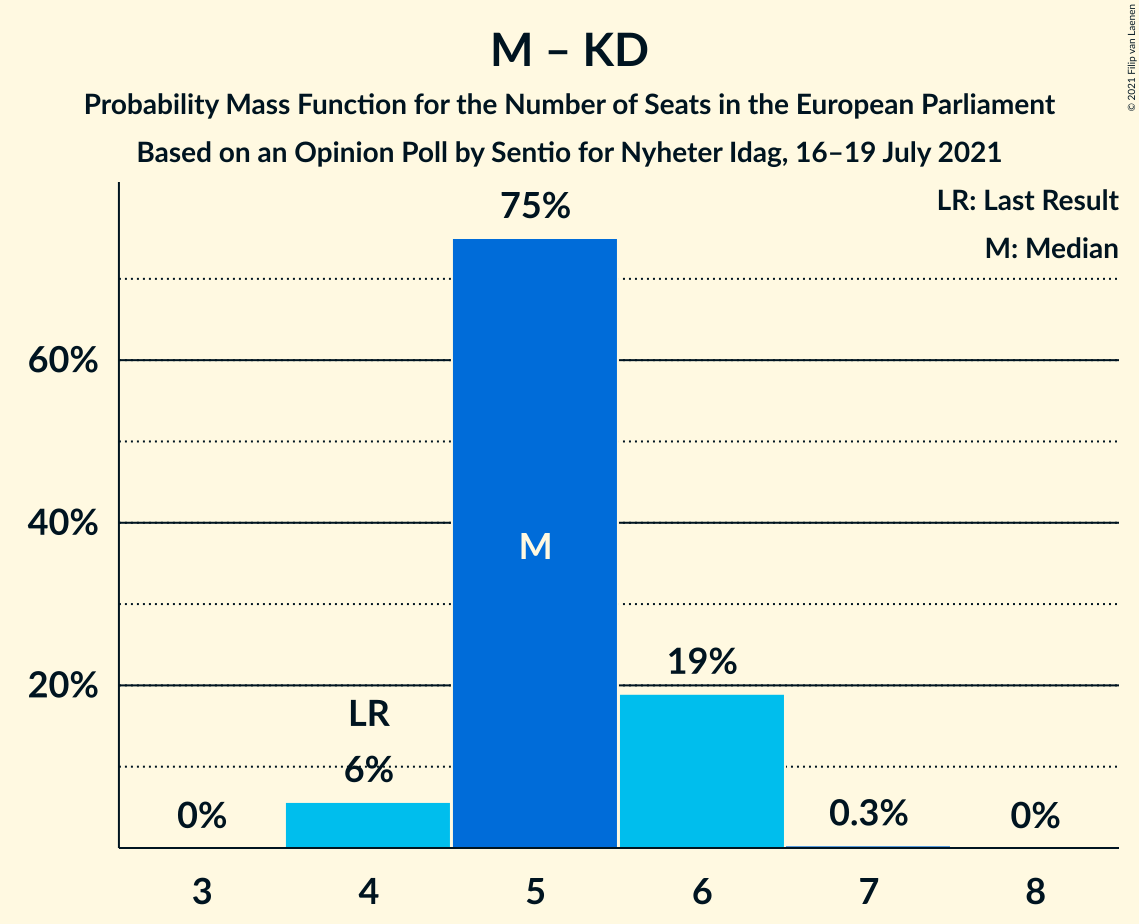 M – KD
Probability Mass Function for the Number of Seats in the European Parliament
Based on an Opinion Poll by Sentio for Nyheter Idag, 16–19 July 2021
© 2021 Filip van Laenen
LR: Last Result
M: Median
75%
60%
40%
20%
M
19%
LR
6%
0%
0.3%
0%
3 4 5 6 7 8